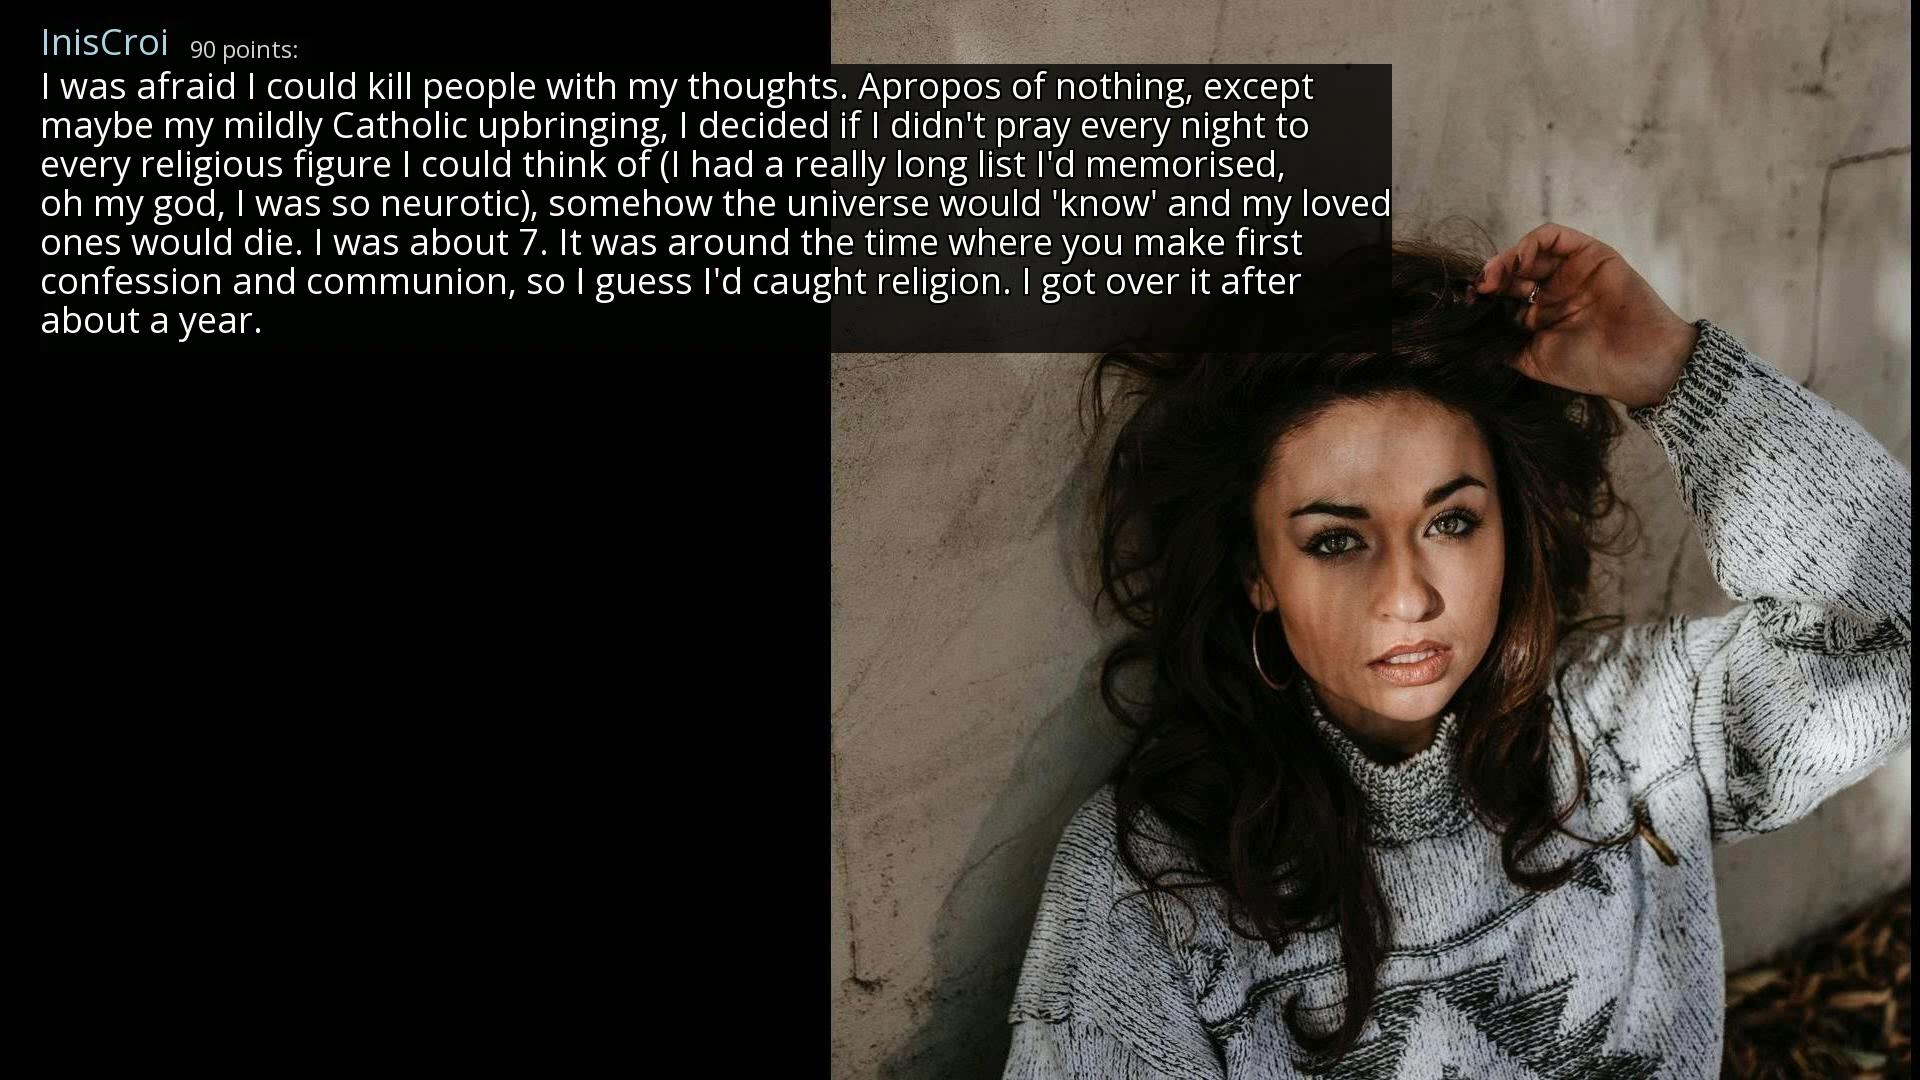 InisCroi 90 points:
I was afraid I could kill people with my thoughts. Apropos of nothing, except
maybe my mildly Catholic upbringing, I decided if I didn't pray every night to
every religious figure I could think of (I had a really long list I'd memorised,
oh my god, I was so neurotic), somehow the universe would 'know' and my loved
ones would die. I was about 7. It was around the time where you make first
confession and communion, so I guess I'd caught religion. I got over it after
about a year.